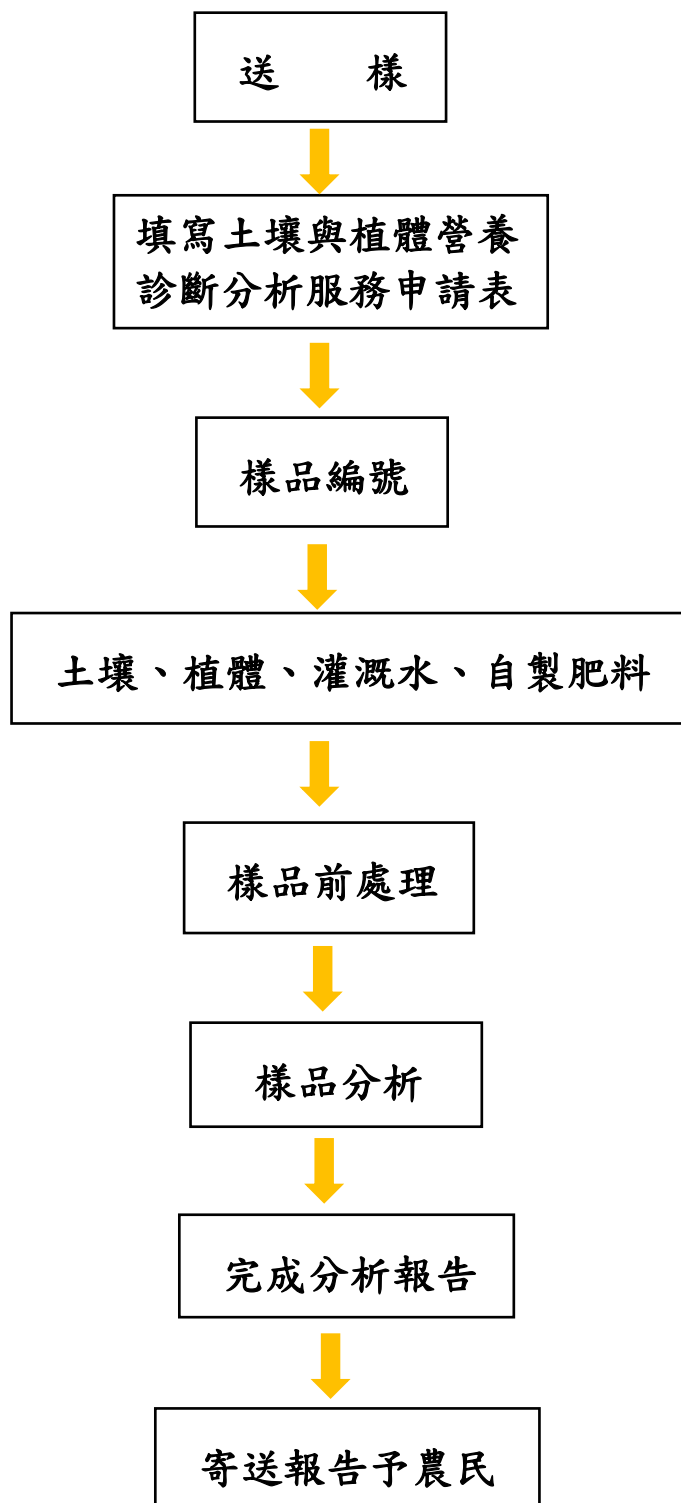 送 樣
填寫土壤與植體營養
診斷分析服務申請表
樣品編號
土壤、植體、灌溉水、自製肥料
樣品前處理
樣品分析
完成分析報告
寄送報告予農民